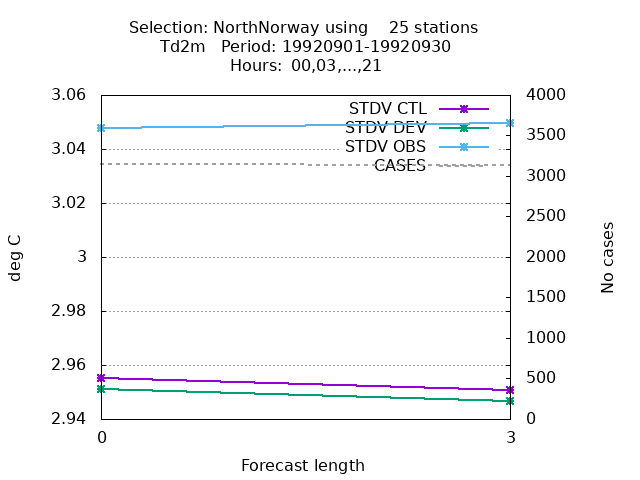 Selection: NorthNorway using    25 stations
Td2m   Period: 19920901-19920930
Hours:  00,03,...,21
3.06
3.04
3.02
3
2.98
2.96
2.94
4000
3500
3000
2500
2000
1500
1000
500
0
STDV CTL
STDV DEV
STDV OBS
CASES
deg C
No cases
0
3
Forecast length